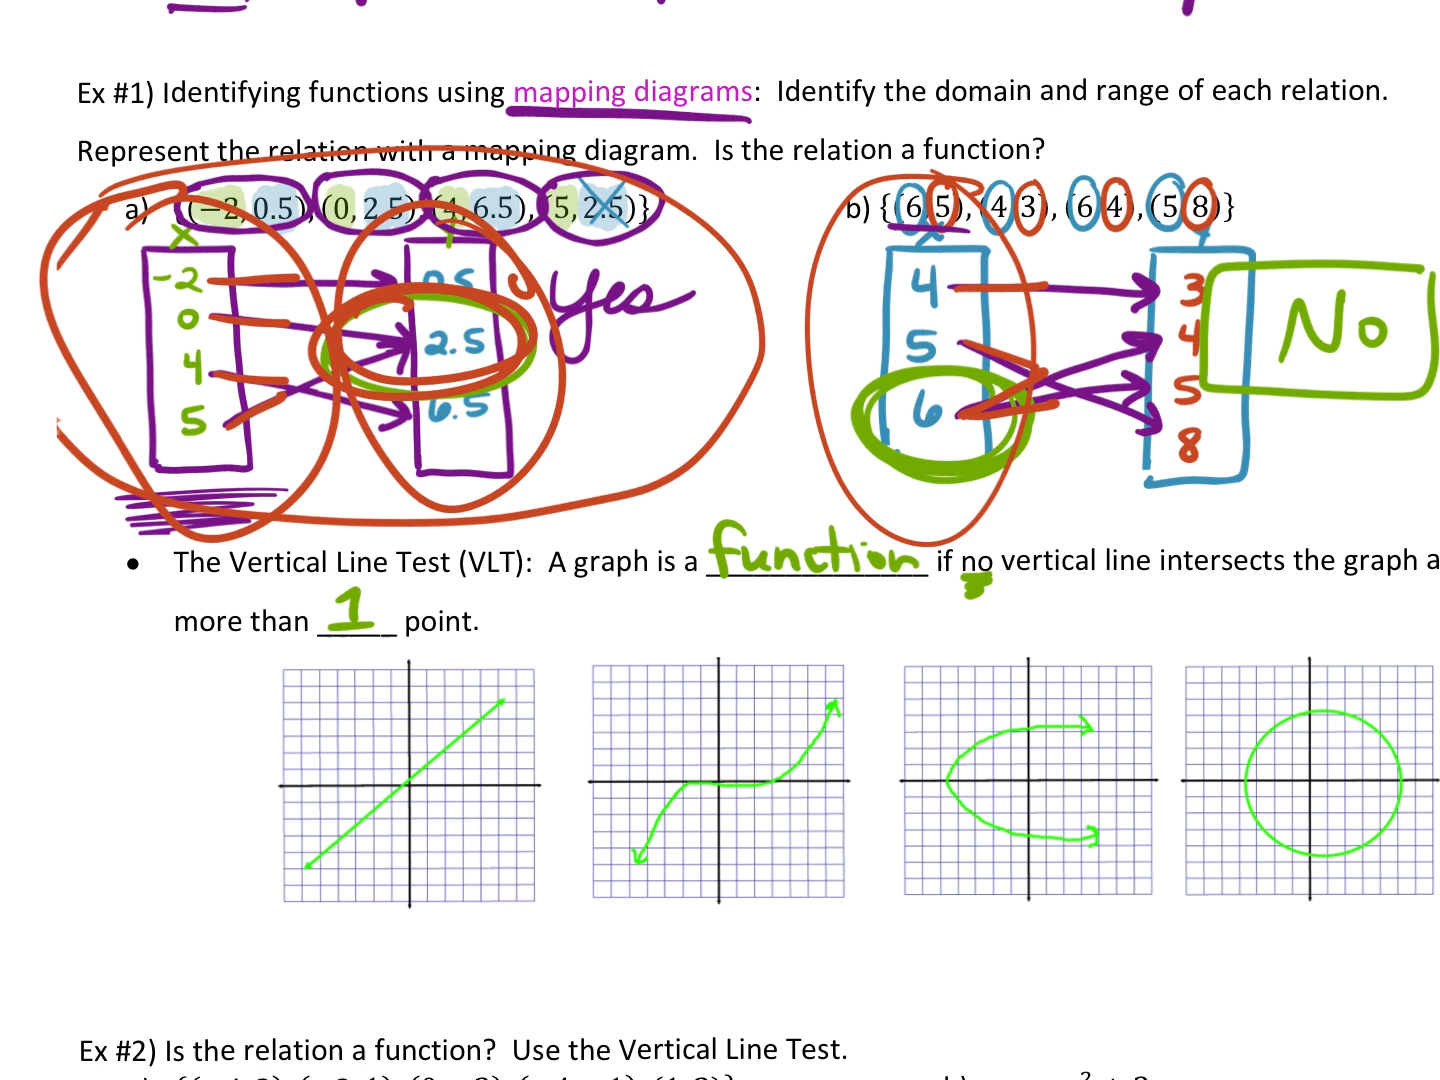 Ex #1) Identifying functions using mapping diagrams: Identify the domain and range of each relation.
Represent the relation with a mapping diagram. Is the relation a function?
a) {(−2, 0.5), (0, 2.5), (4, 6.5), (5, 2.5)}
b) {(6, 5), (4, 3), (6, 4), (5, 8)}
x
y
-2
0
4
5
0.5
2.5
6.5
Yes
x
y
4
5
6
3
4
5
8
No
• The Vertical Line Test (VLT): A graph is a function if no vertical line intersects the graph a
more than 1 point.
Ex #2) Is the relation a function? Use the Vertical Line Test.